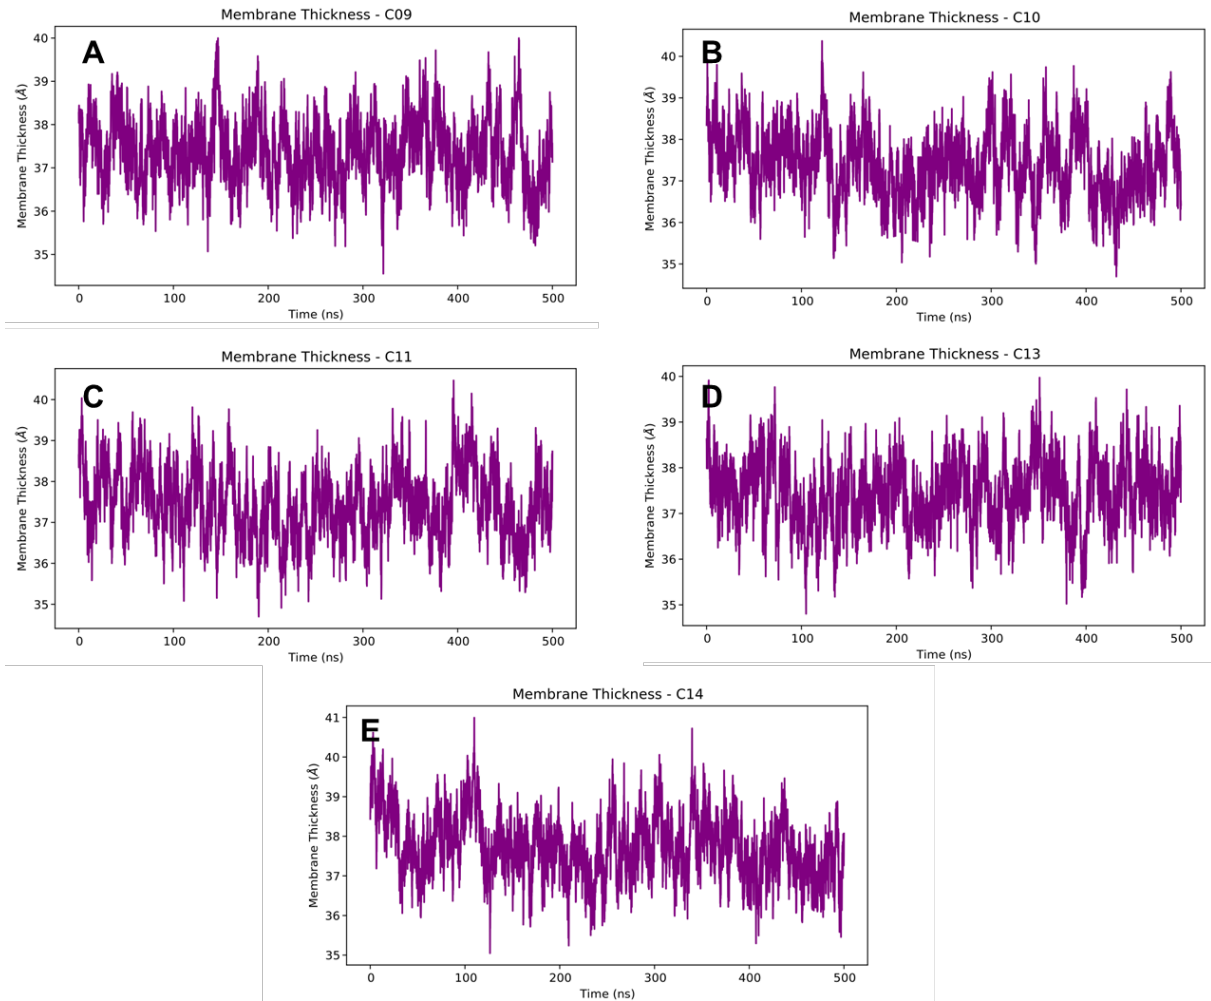 Membrane Thickness - C09
A
Membrane Thickness (Å)
40
39
38
37
36
35
0 100 200 300 400 500
Time (ns)
Membrane Thickness - C10
B
Membrane Thickness (Å)
40
39
38
37
36
35
0 100 200 300 400 500
Time (ns)
Membrane Thickness - C11
C
Membrane Thickness (Å)
40
39
38
37
36
35
0 100 200 300 400 500
Time (ns)
Membrane Thickness - C13
D
Membrane Thickness (Å)
40
39
38
37
36
35
0 100 200 300 400 500
Time (ns)
Membrane Thickness - C14
E
Membrane Thickness (Å)
41
40
39
38
37
36
35
0 100 200 300 400 500
Time (ns)